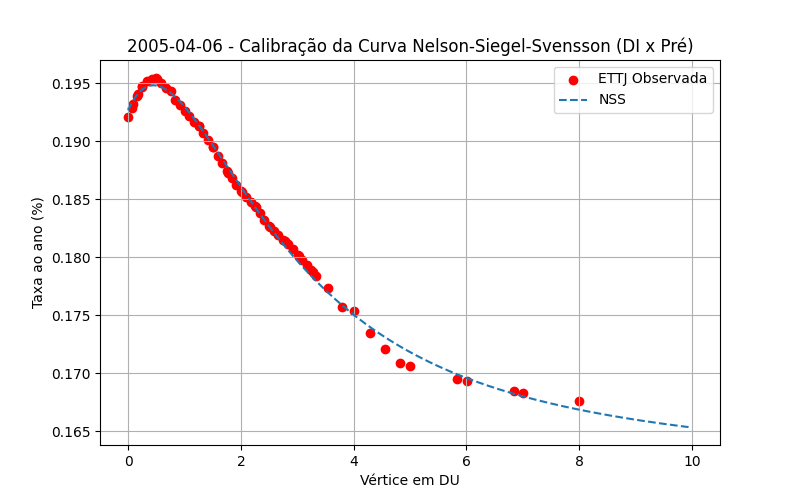 2005-04-06 - Calibração da Curva Nelson-Siegel-Svensson (DI x Pré)
ETTJ Observada
NSS
Taxa ao ano (%)
0.195
0.190
0.185
0.180
0.175
0.170
0.165
0 2 4 6 8 10
Vértice em DU